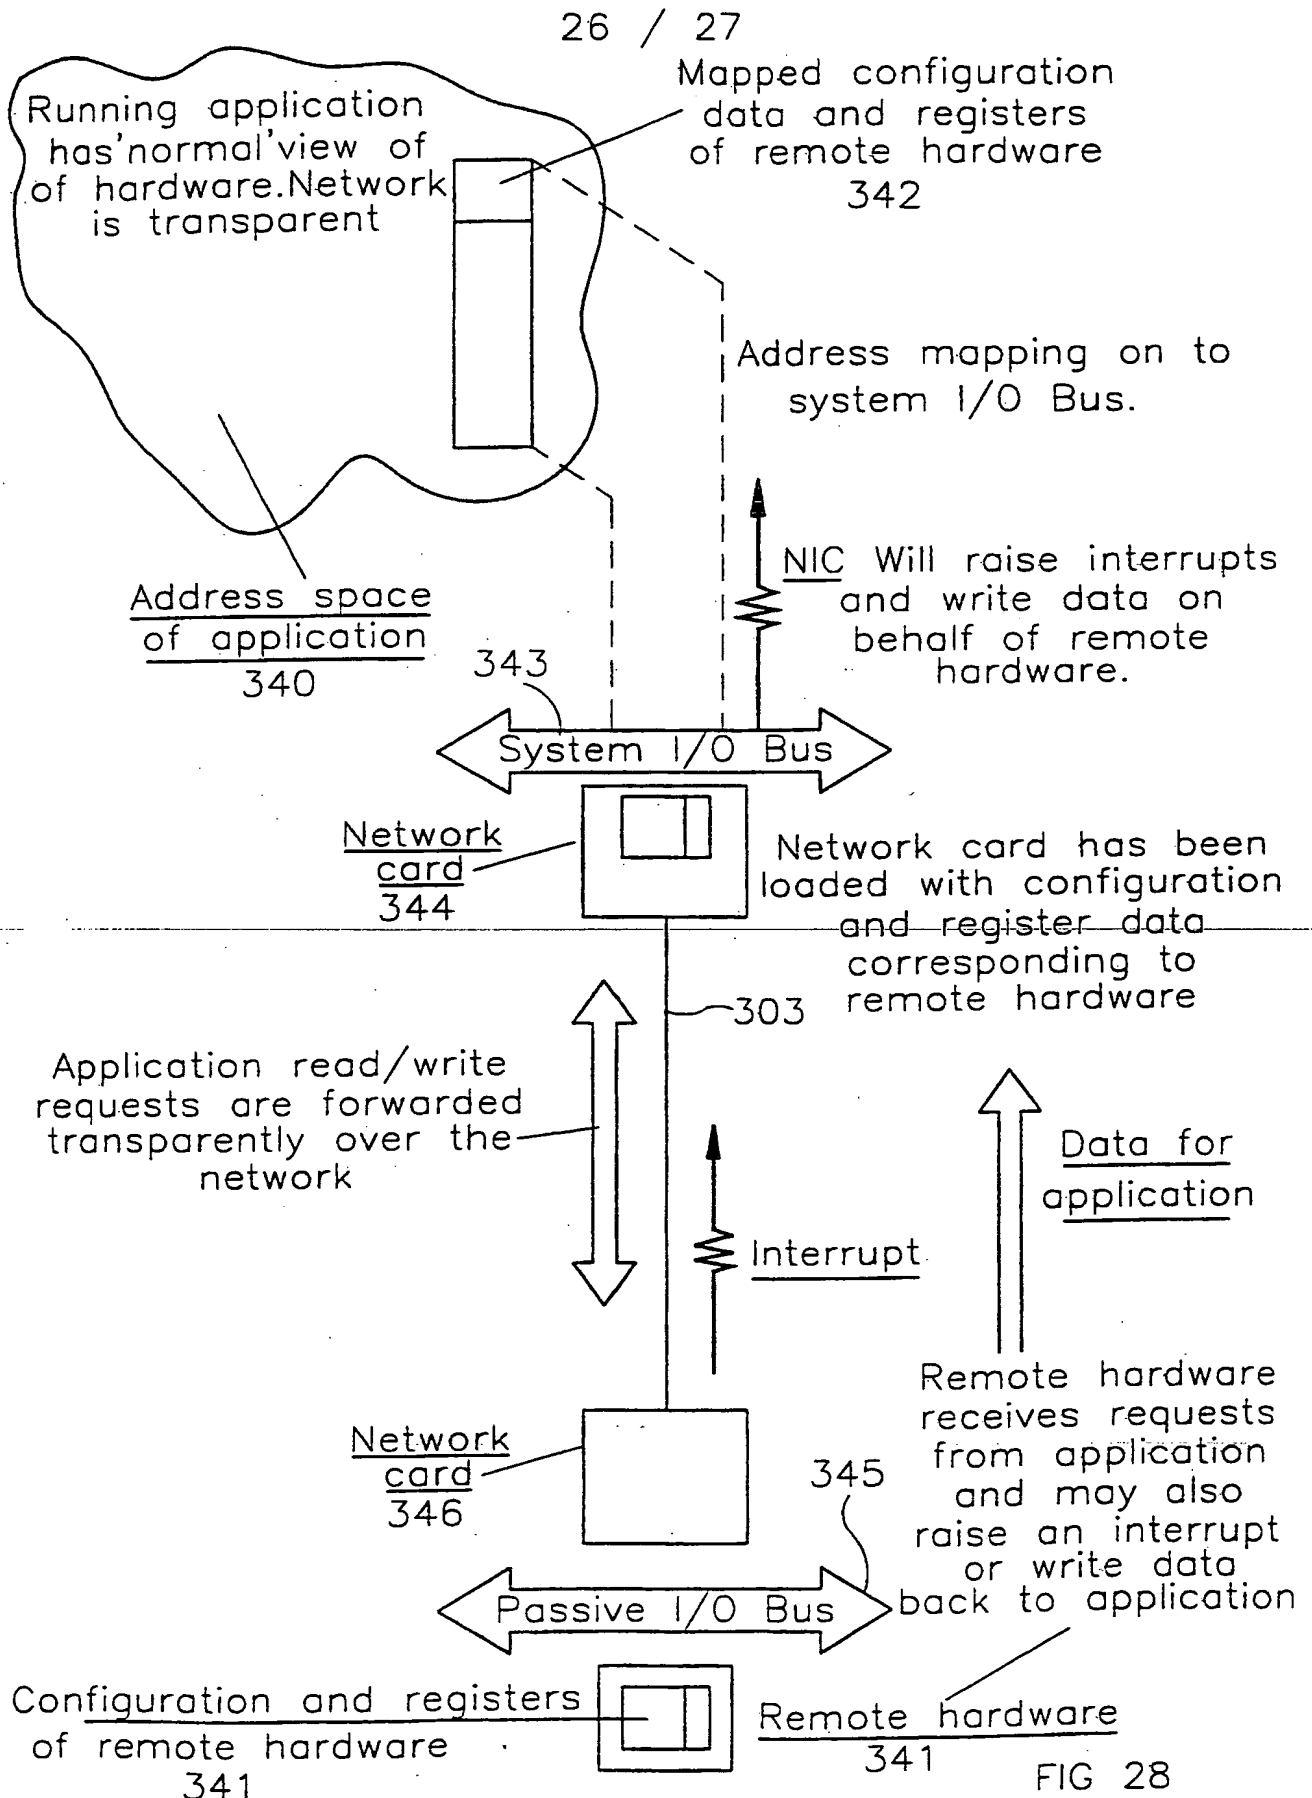 26 / 27
Running application
has'normal'view of
of hardware.Network
is transparent
Mapped configuration
data and registers
of remote hardware
342
Address mapping on to
system I/O Bus.
NIC Will raise interrupts
and write data on
behalf of remote
hardware.
Address space
of application
340
343
System I/O Bus
Network
card
344
Network card has been
loaded with configuration
and register data
corresponding to
remote hardware
303
Application read/write
requests are forwarded
transparently over the
network
Interrupt
Data for
application
Network
card
346
345
Remote hardware
receives requests
from application
and may also
raise an interrupt
or write data
back to application
Passive I/O Bus
Configuration and registers
of remote hardware
341
Remote hardware
341
FIG 28